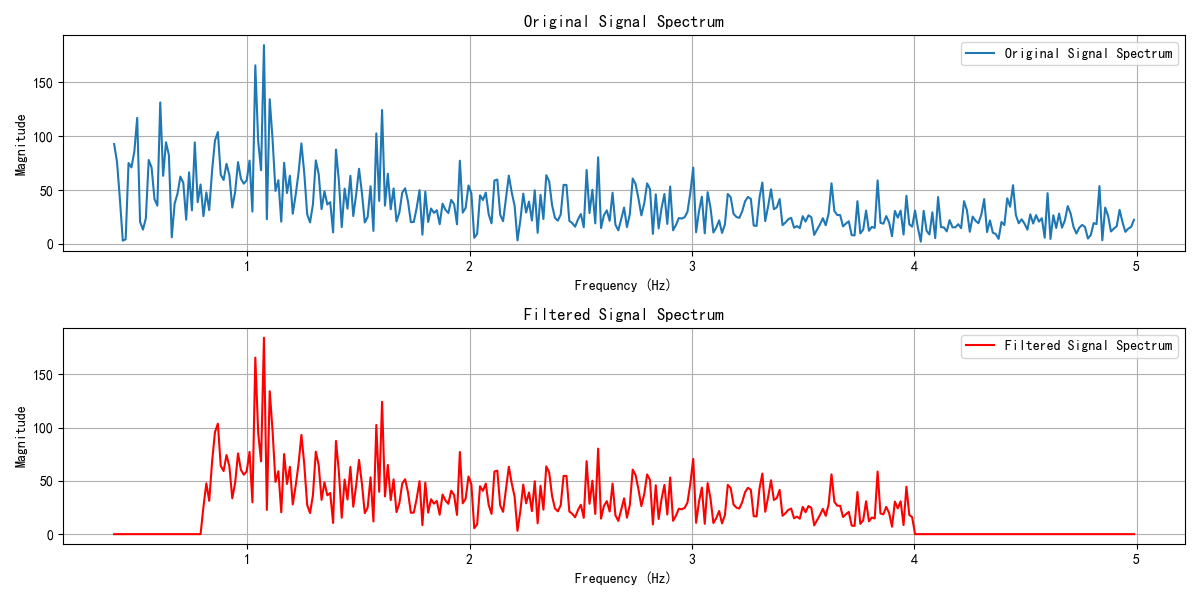 Original Signal Spectrum
Original Signal Spectrum
150
100
50
0
Magnitude
1 2 3 4 5
Frequency (Hz)
Filtered Signal Spectrum
Filtered Signal Spectrum
150
100
50
0
Magnitude
1 2 3 4 5
Frequency (Hz)